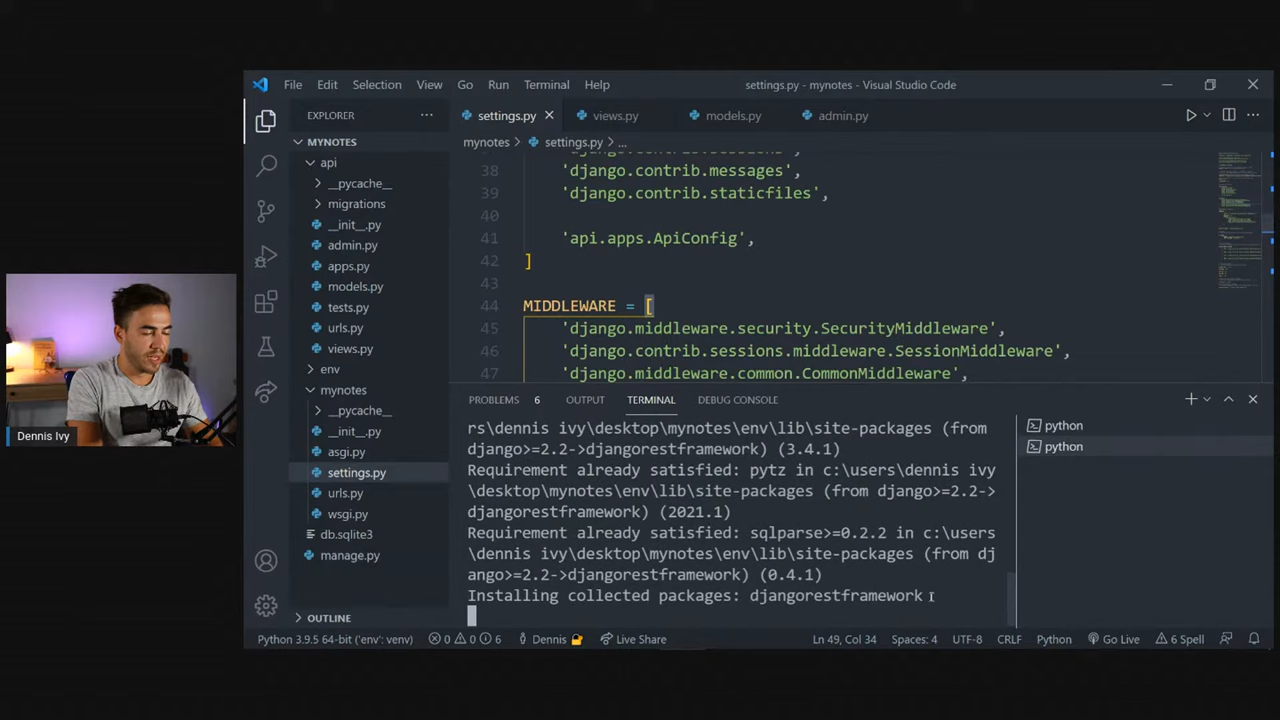 File Edit Selection View Go Run Terminal Help
settings.py - mynotes - Visual Studio Code
EXPLORER
MYNOTES
api
__pycache__
migrations
__init__.py
admin.py
apps.py
models.py
tests.py
urls.py
views.py
env
mynotes
__pycache__
__init__.py
asgi.py
settings.py
urls.py
wsgi.py
db.sqlite3
manage.py
OUTLINE
settings.py
views.py
models.py
admin.py
mynotes > settings.py > ...
38 'django.contrib.messages',
39 'django.contrib.staticfiles',
40
41 'api.apps.ApiConfig',
42 ]
43
44 MIDDLEWARE = [
45 'django.middleware.security.SecurityMiddleware',
46 'django.contrib.sessions.middleware.SessionMiddleware',
47 'django.middleware.common.CommonMiddleware',
PROBLEMS 6 OUTPUT TERMINAL DEBUG CONSOLE
rs\dennis ivy\desktop\mynotes\env\lib\site-packages (from
django>=2.2->djangorestframework) (3.4.1)
Requirement already satisfied: pytz in c:\users\dennis ivy
\desktop\mynotes\env\lib\site-packages (from django>=2.2->
djangorestframework) (2021.1)
Requirement already satisfied: sqlparse>=0.2.2 in c:\users
\dennis ivy\desktop\mynotes\env\lib\site-packages (from dj
ango>=2.2->djangorestframework) (0.4.1)
Installing collected packages: djangorestframework
python
python
Dennis Ivy
Python 3.9.5 64-bit ('env': venv) 0 0 6 Dennis Live Share Ln 49, Col 34 Spaces: 4 UTF-8 CRLF Python Go Live 6 Spell